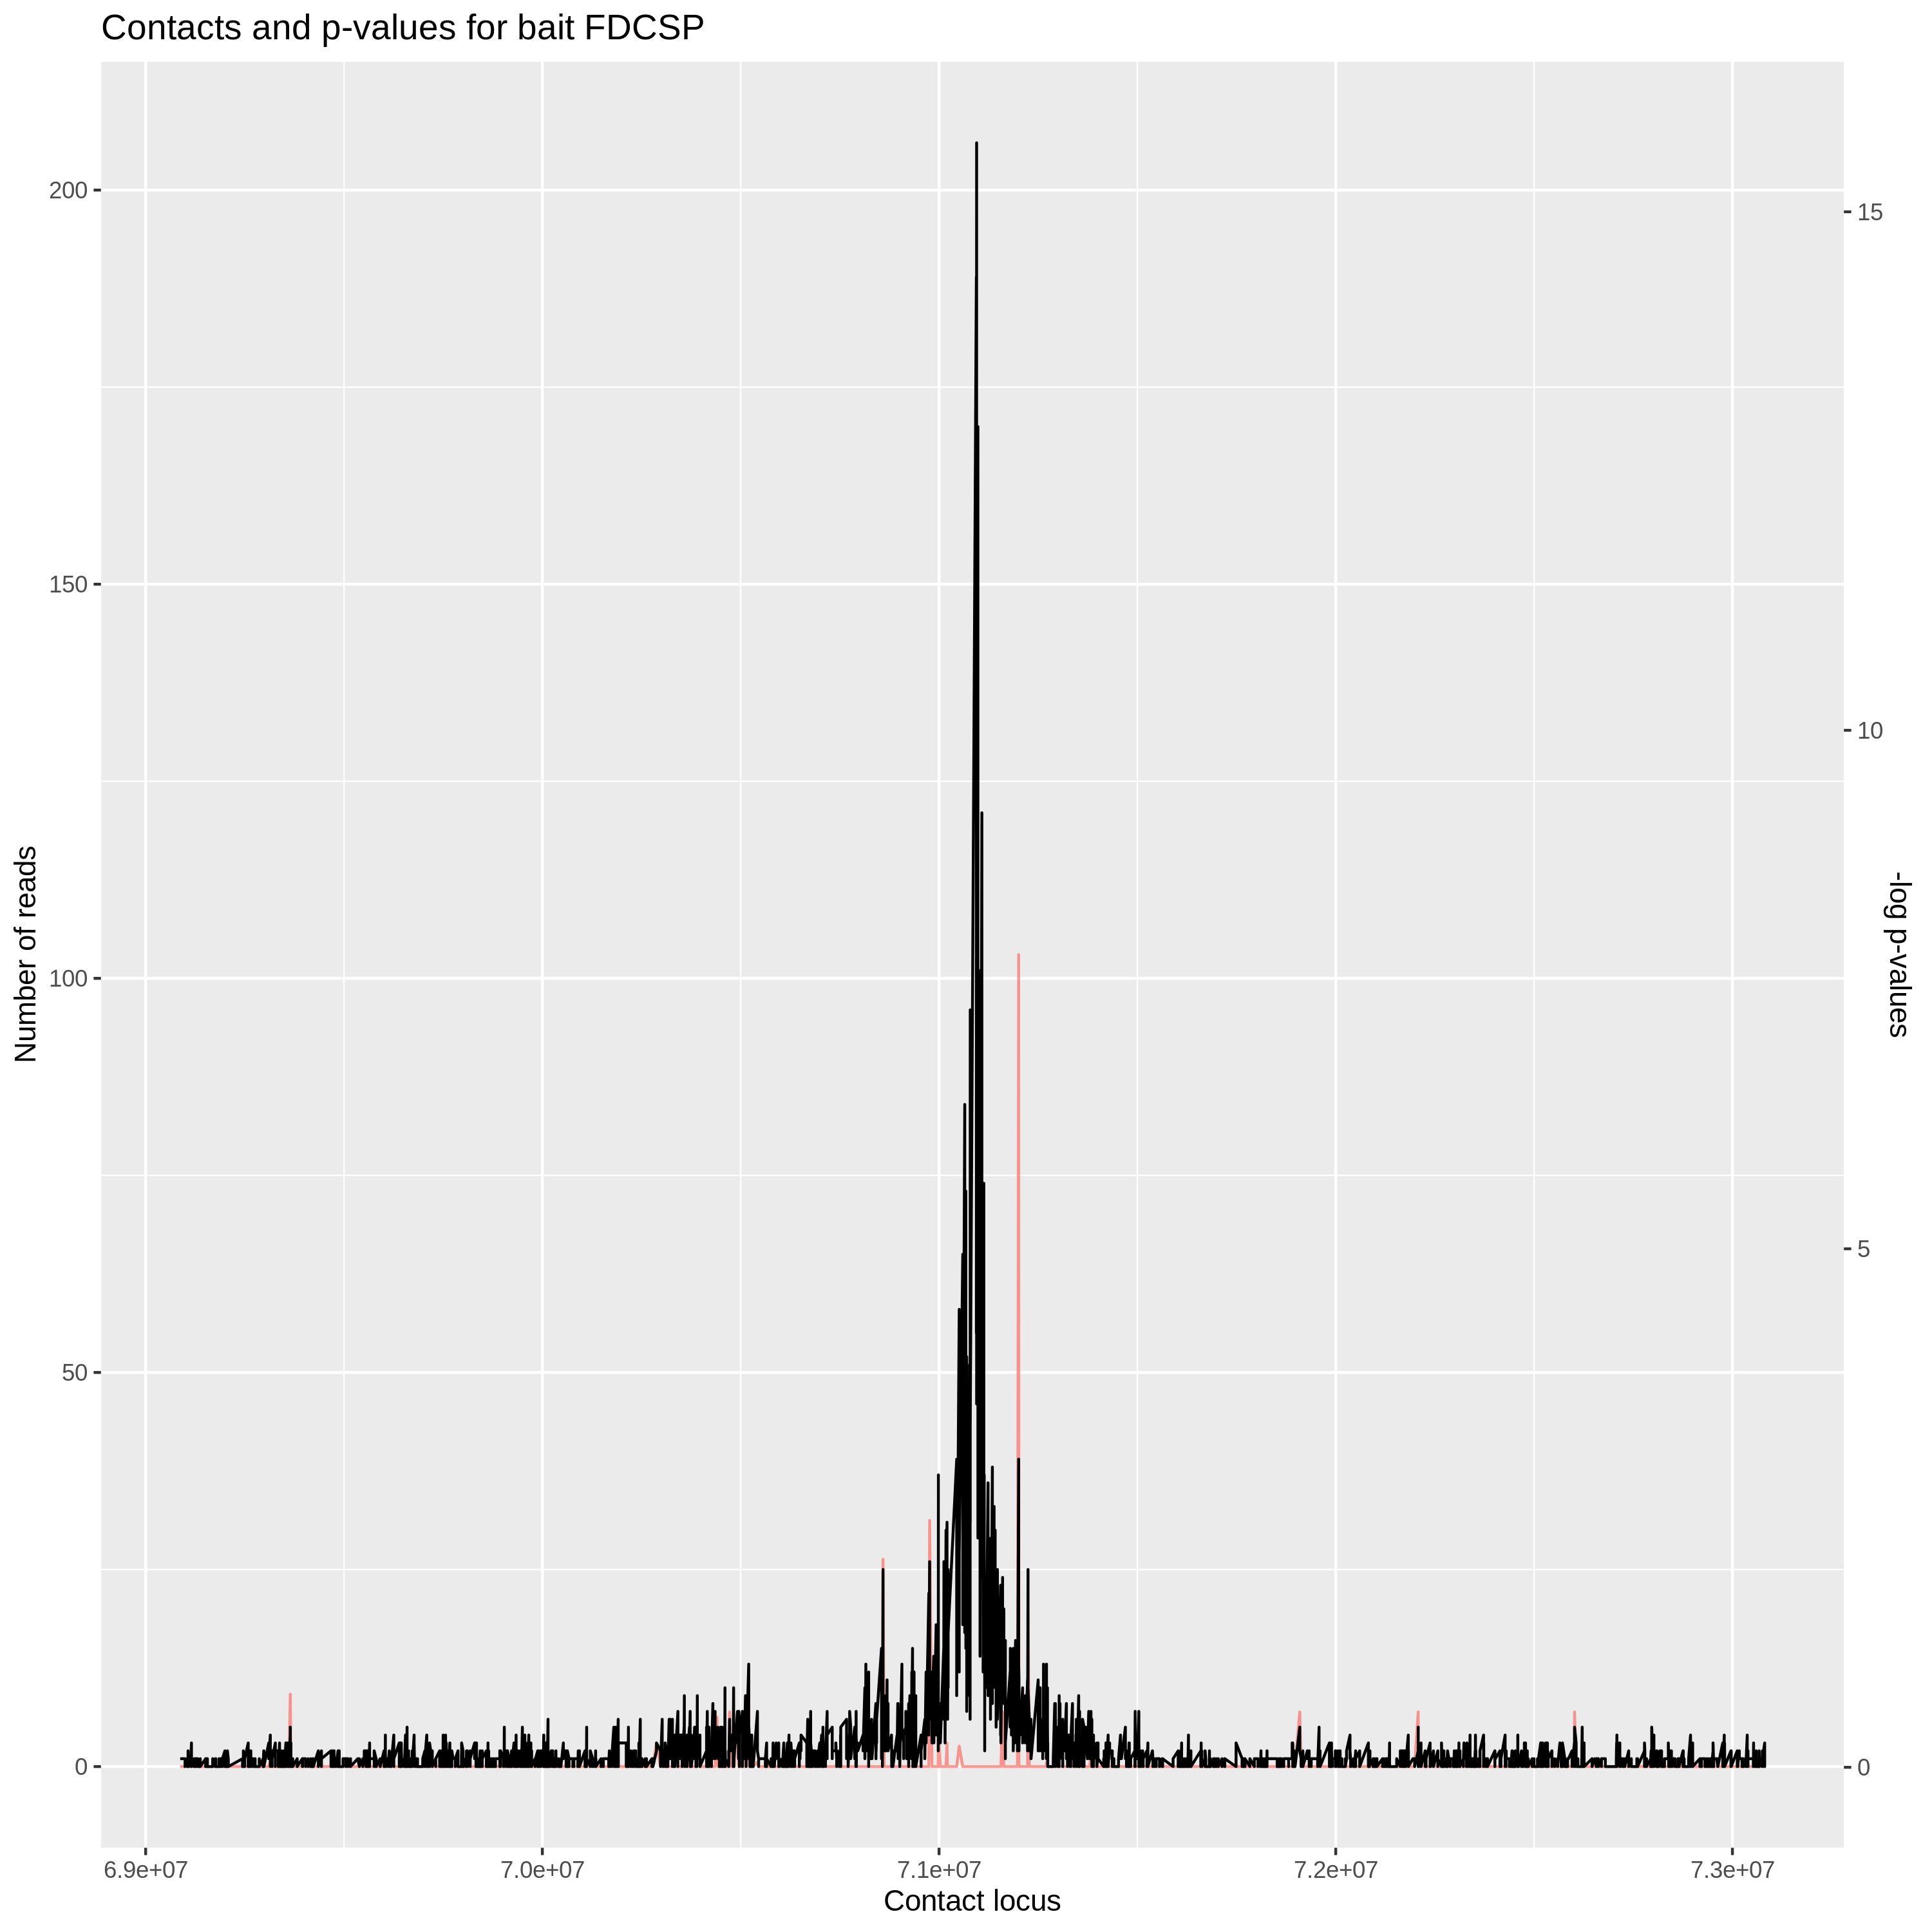 Contacts and p-values for bait FDCSP
200
150
100
50
0
Number of reads
15
10
5
0
-log p-values
6.9e+07
7.0e+07
7.1e+07
7.2e+07
7.3e+07
Contact locus